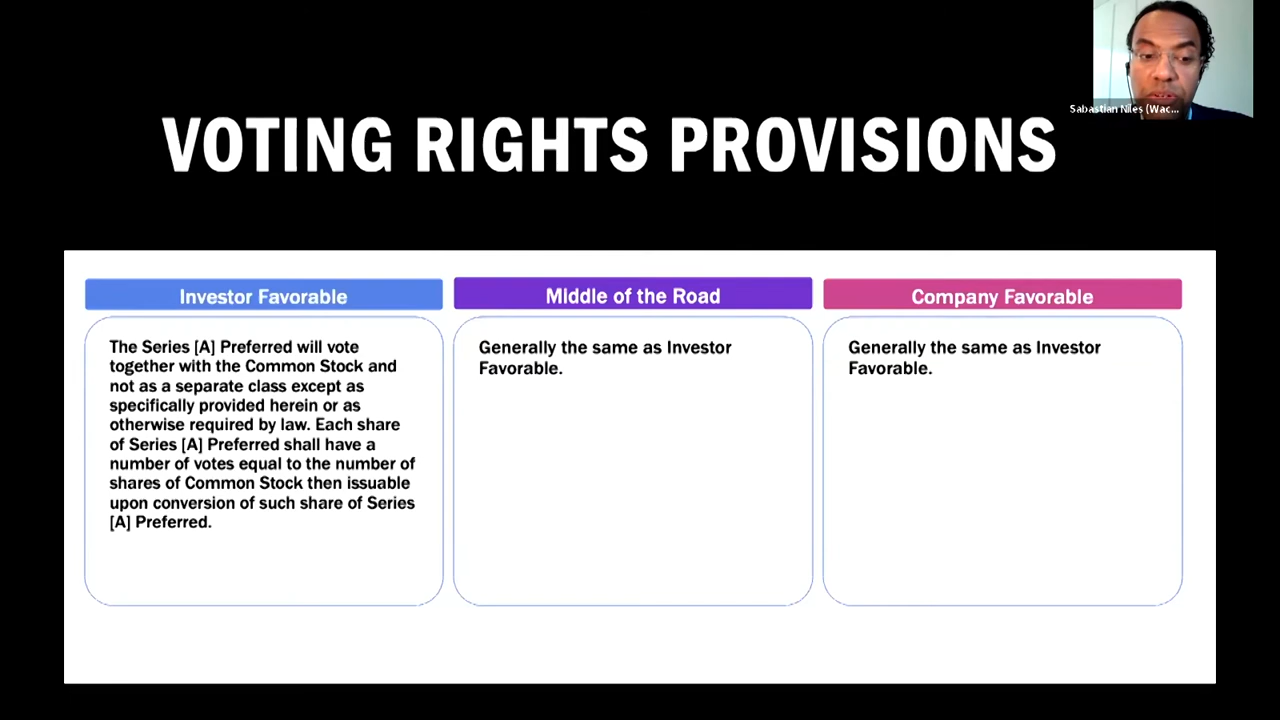 Sabastian Niles (Wac...
VOTING RIGHTS PROVISIONS
Investor Favorable
The Series [A] Preferred will vote
together with the Common Stock and
not as a separate class except as
specifically provided herein or as
otherwise required by law. Each share
of Series [A] Preferred shall have a
number of votes equal to the number of
shares of Common Stock then issuable
upon conversion of such share of Series
[A] Preferred.
MIddle of the Road
Generally the same as Investor
Favorable.
Company Favorable
Generally the same as Investor
Favorable.